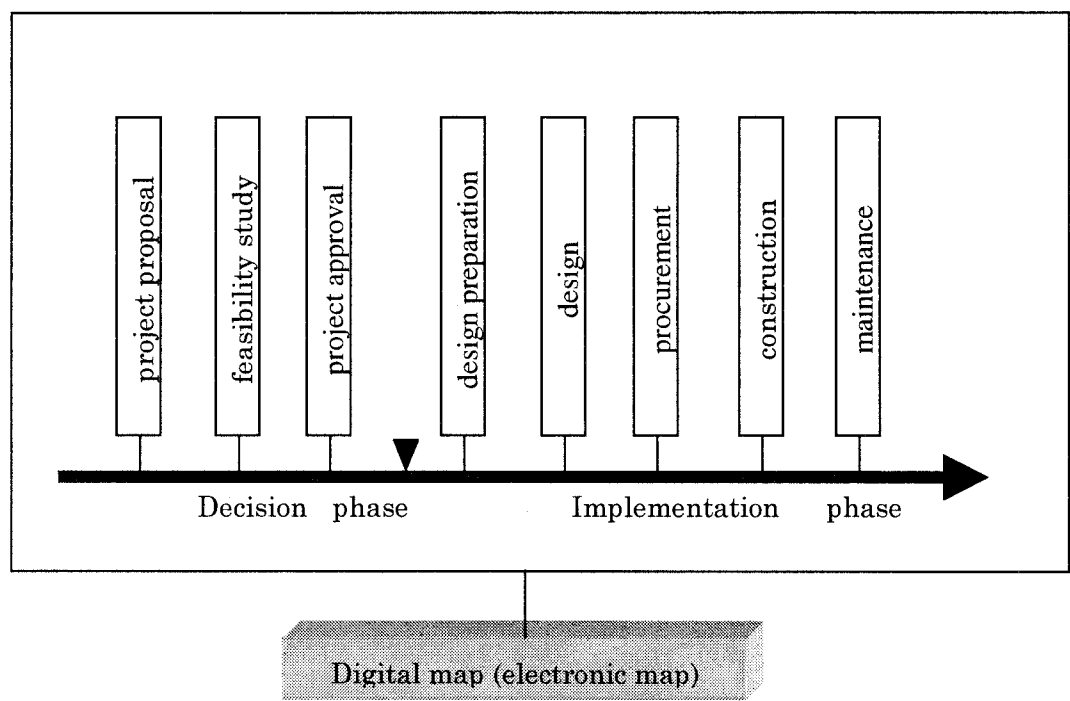 project proposal
feasibility study
project approval
design preparation
design
procurement
construction
maintenance
Decision phase
Implementation phase
Digital map (electronic map)